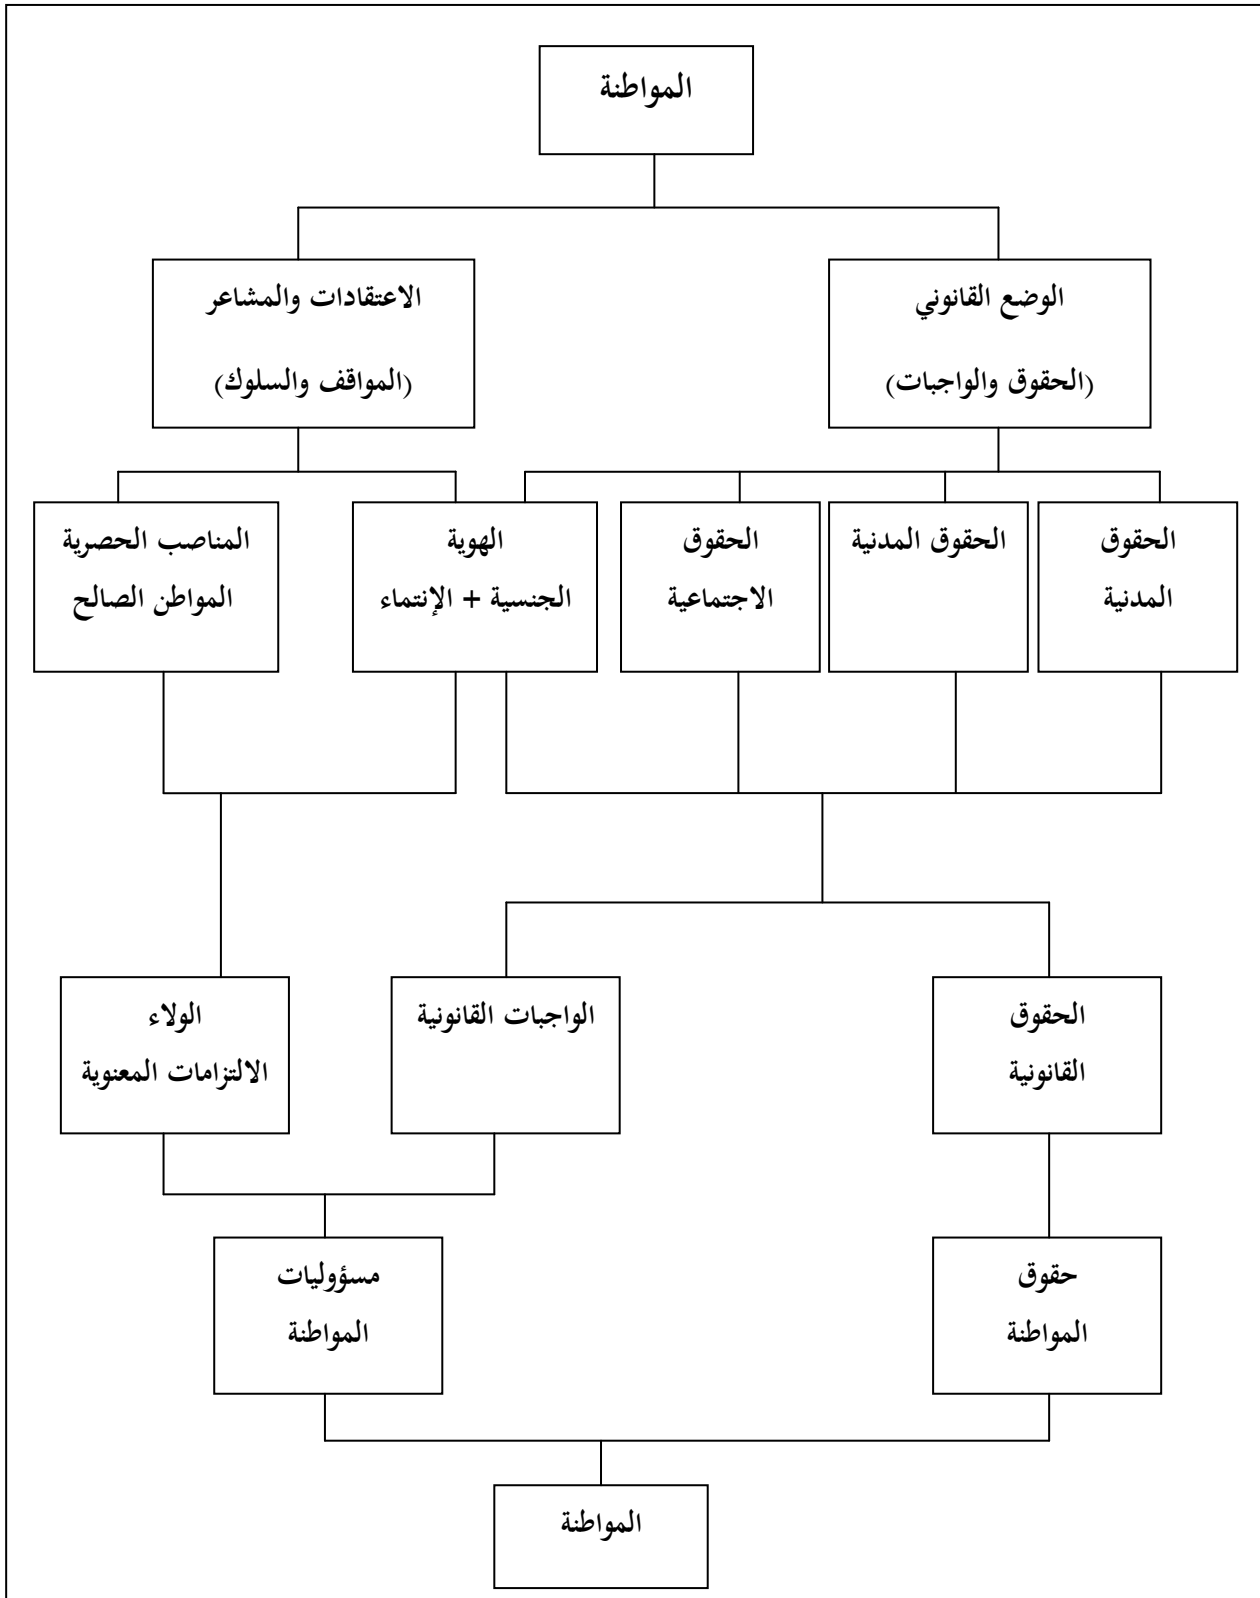 المواطنة
الوضع القانوني
(الحقوق والواجبات)
الاعتقادات والمشاعر
(المواقف والسلوك)
الحقوق
المدنية
الحقوق المدنية
الحقوق
الاجتماعية
الهوية
الجنسية + الإنتماء
المناصب الحصرية
المواطن الصالح
الحقوق
القانونية
الواجبات القانونية
الولاء
الالتزامات المعنوية
حقوق
المواطنة
مسؤوليات
المواطنة
المواطنة